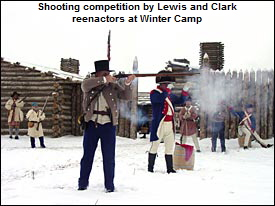 Shooting competition by Lewis and Clark
reenactors at Winter Camp